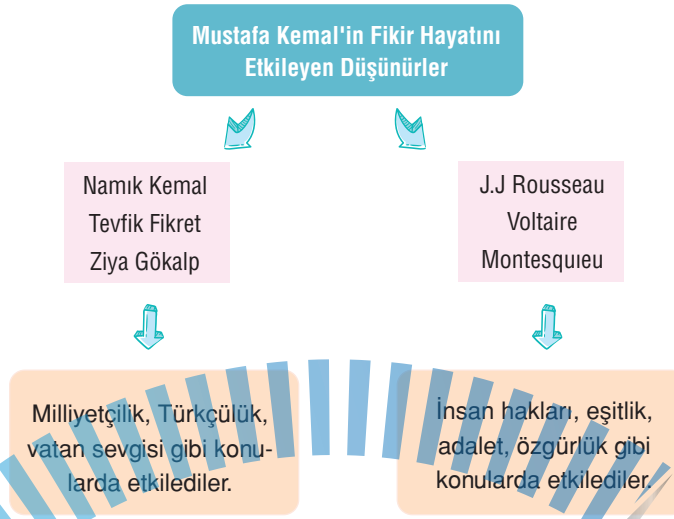 Mustafa Kemal'in Fikir Hayatını
Etkileyen Düşünürler
Namık Kemal
Tevfik Fikret
Ziya Gökalp
J.J Rousseau
Voltaire
Montesquıeu
Milliyetçilik, Türkçülük,
vatan sevgisi gibi konu-
larda etkilediler.
İnsan hakları, eşitlik,
adalet, özgürlük gibi
konularda etkilediler.